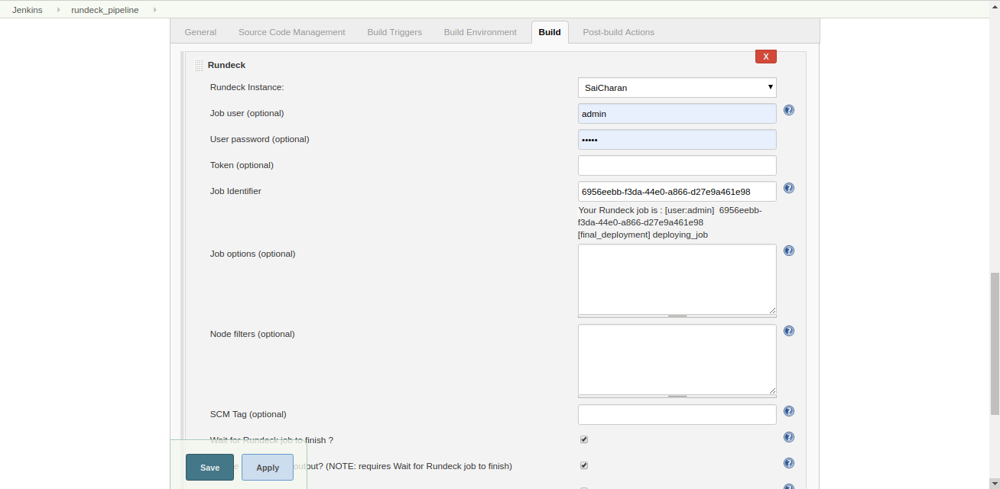 Jenkins rundeck_pipeline
General Source Code Management Build Triggers Build Environment Build Post-build Actions
X
Rundeck
Rundeck Instance: SaiCharan
Job user (optional) admin
User password (optional) •••••
Token (optional)
Job Identifier 6956eebb-f3da-44e0-a866-d27e9a461e98
Your Rundeck job is : [user:admin] 6956eebb-
f3da-44e0-a866-d27e9a461e98
[final_deployment] deploying_job
Job options (optional)
Node filters (optional)
SCM Tag (optional)
Wait for Rundeck job to finish ?
output? (NOTE: requires Wait for Rundeck job to finish)
Save Apply